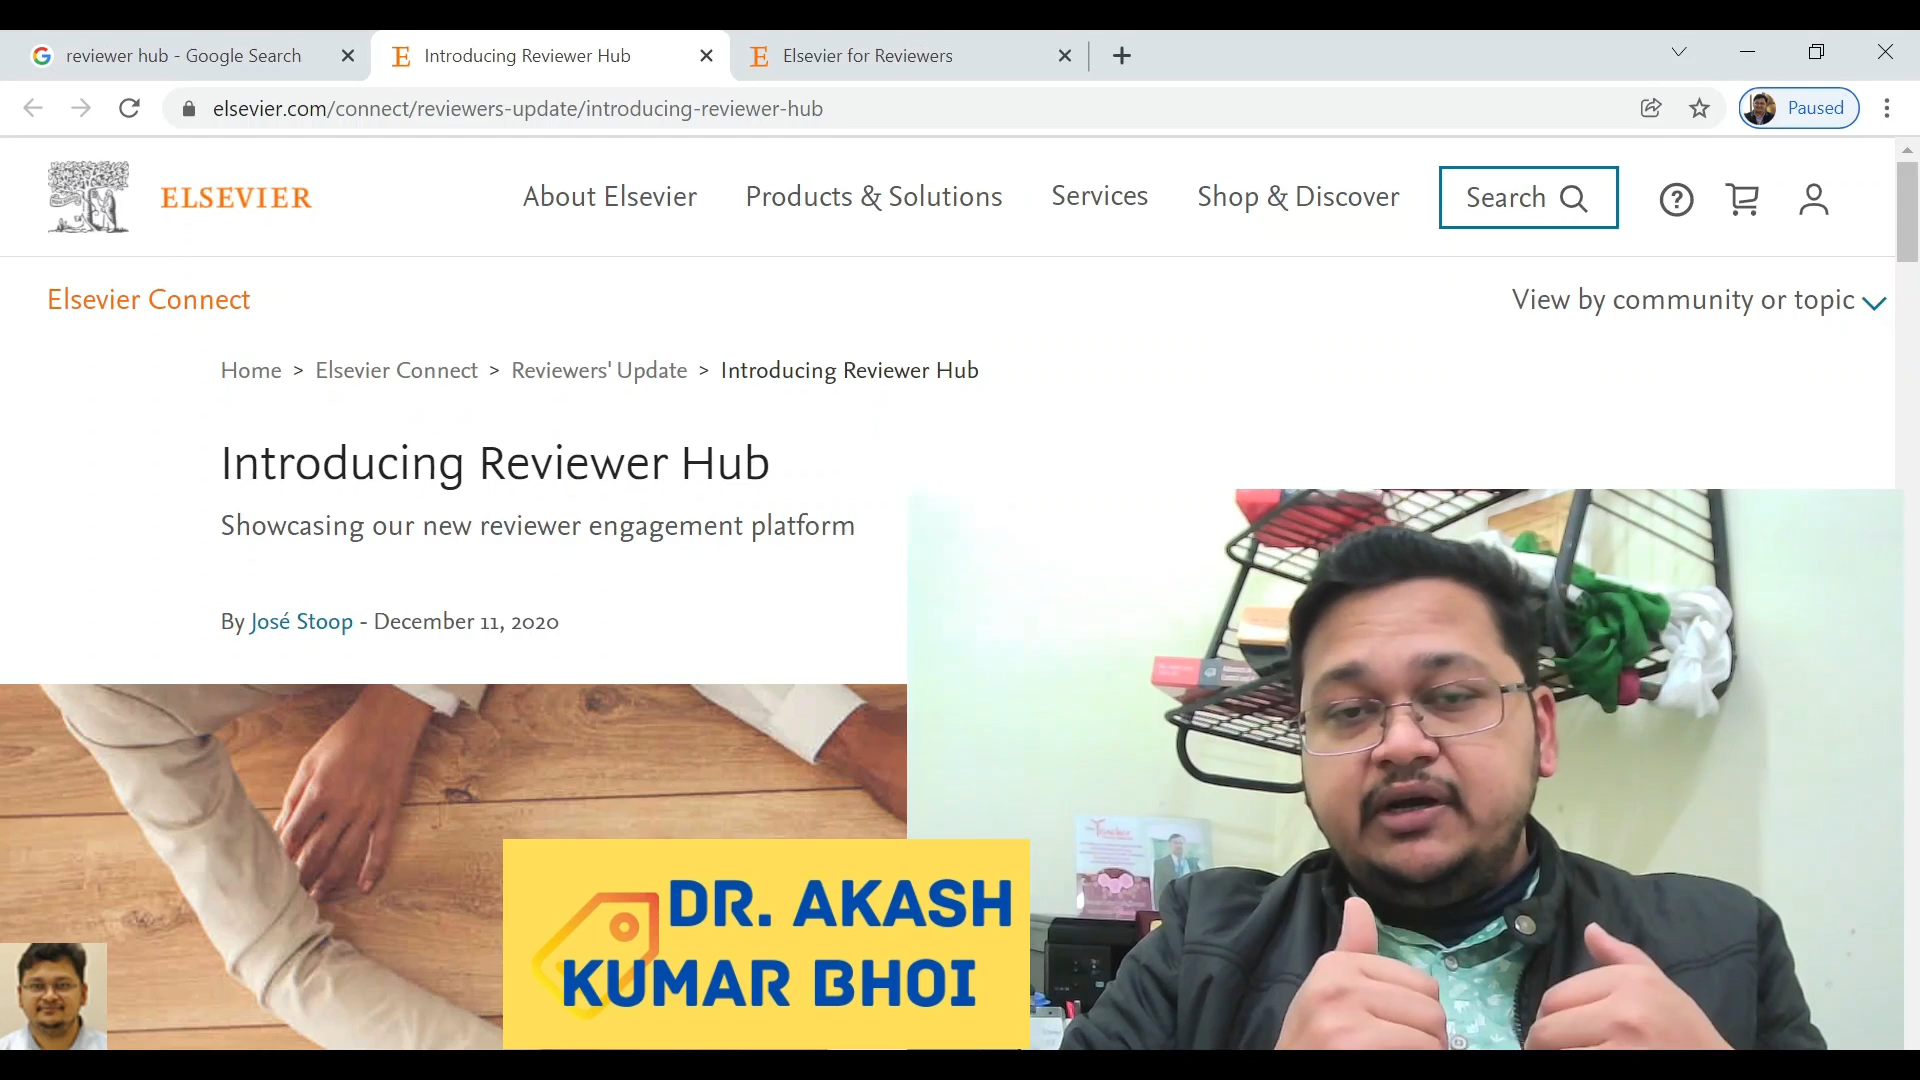 reviewer hub - Google Search
Introducing Reviewer Hub
Elsevier for Reviewers
elsevier.com/connect/reviewers-update/introducing-reviewer-hub
Paused
ELSEVIER
About Elsevier
Products & Solutions
Services
Shop & Discover
Search
Elsevier Connect
View by community or topic
Home > Elsevier Connect > Reviewers' Update > Introducing Reviewer Hub
Introducing Reviewer Hub
Showcasing our new reviewer engagement platform
By José Stoop - December 11, 2020
DR. AKASH
KUMAR BHOI